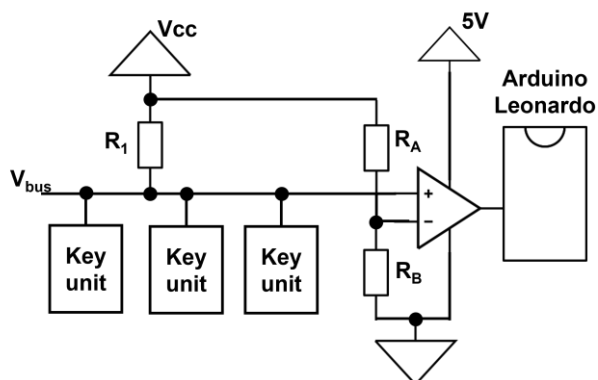 Vcc
5V
Arduino
Leonardo
R1
RA
Vbus
+
−
Key
unit
Key
unit
Key
unit
RB